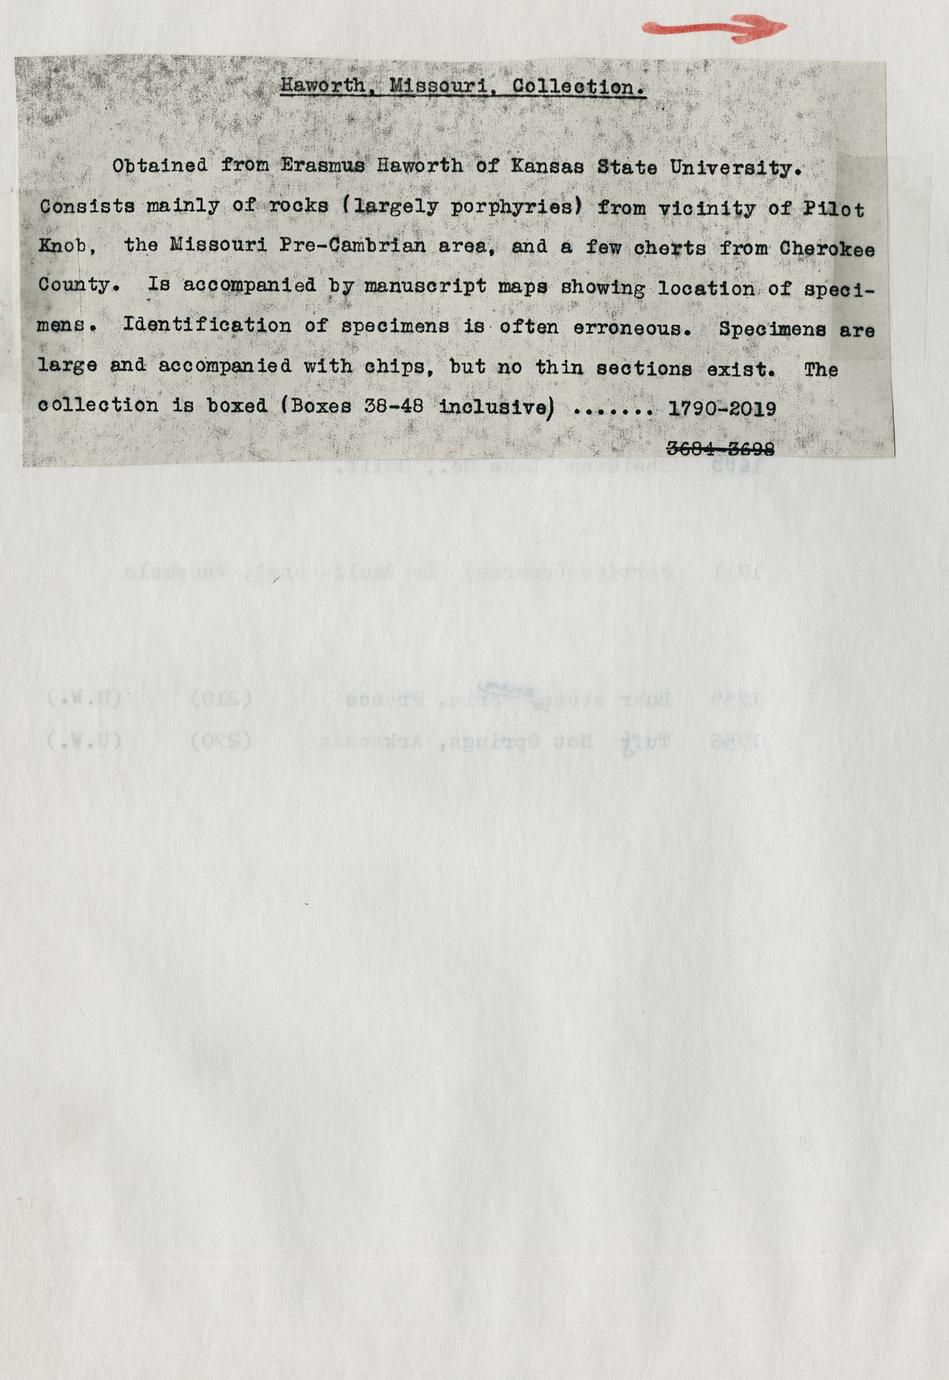 Haworth, Missouri, Collection.
Obtained from Erasmus Haworth of Kansas State University.
Consists mainly of rocks (largely porphyries) from vicinity of Pilot
Knob, the Missouri Pre-Cambrian area, and a few cherts from Cherokee
County. Is accompanied by manuscript maps showing location of speci-
mens. Identification of specimens is often erroneous. Specimens are
large and accompanied with chips, but no thin sections exist. The
collection is boxed (Boxes 38-48 inclusive) ....... 1790-2019
3684-3698